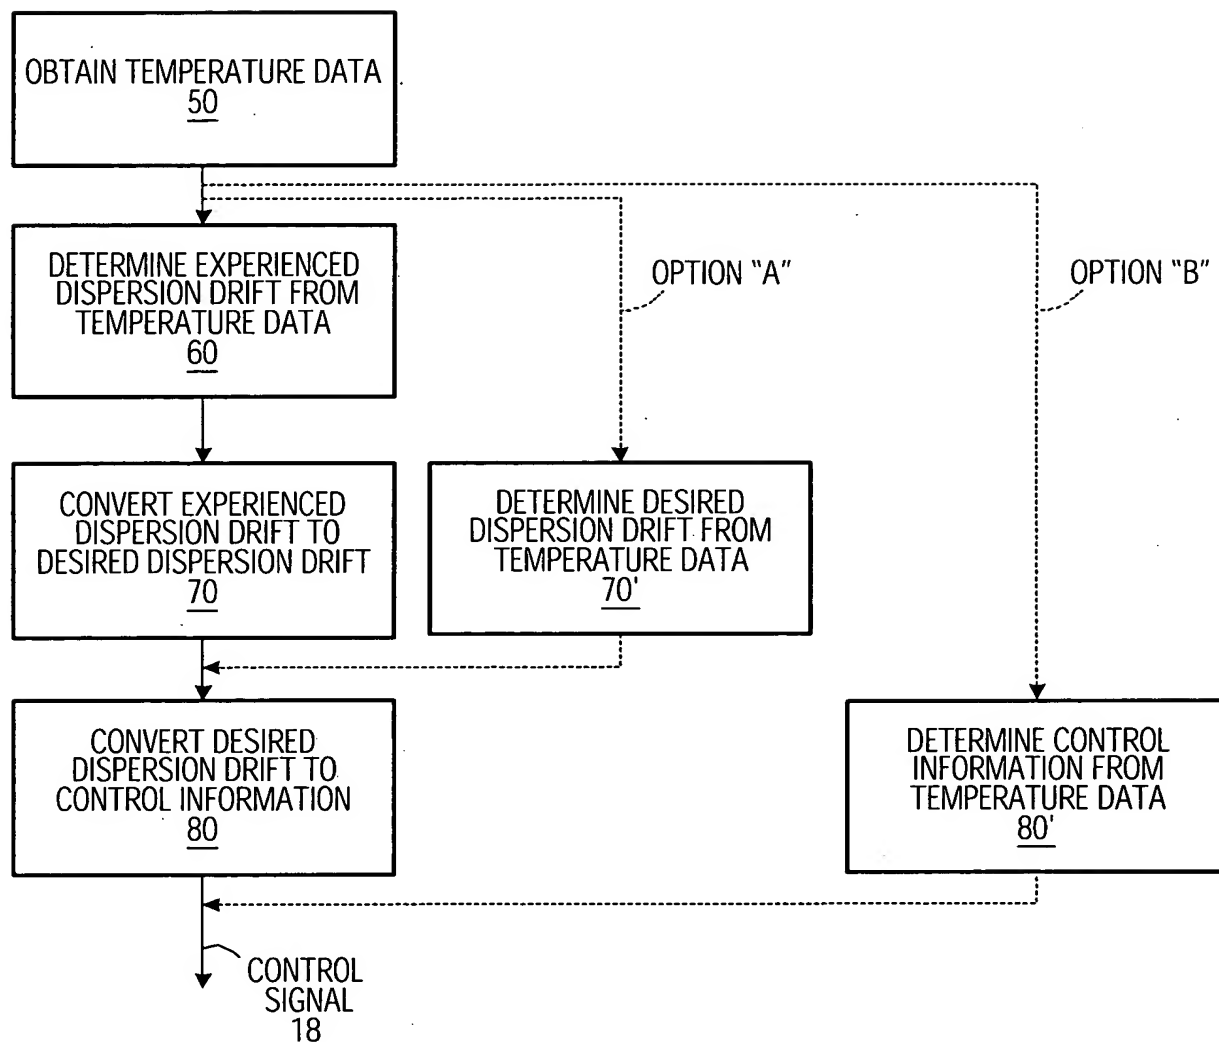 OBTAIN TEMPERATURE DATA
50
DETERMINE EXPERIENCED
DISPERSION DRIFT FROM
TEMPERATURE DATA
60
OPTION "A"
OPTION "B"
CONVERT EXPERIENCED
DISPERSION DRIFT TO
DESIRED DISPERSION DRIFT
70
DETERMINE DESIRED
DISPERSION DRIFT FROM
TEMPERATURE DATA
70'
CONVERT DESIRED
DISPERSION DRIFT TO
CONTROL INFORMATION
80
DETERMINE CONTROL
INFORMATION FROM
TEMPERATURE DATA
80'
CONTROL
SIGNAL
18